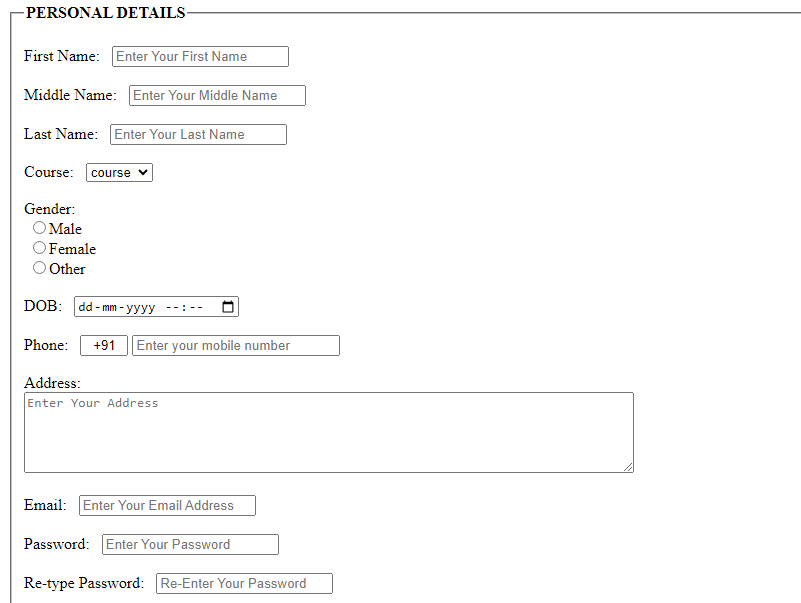 PERSONAL DETAILS
First Name: Enter Your First Name
Middle Name: Enter Your Middle Name
Last Name: Enter Your Last Name
Course: course
Gender:
Male
Female
Other
DOB: dd-mm-yyyy --:--
Phone: +91 Enter your mobile number
Address:
Enter Your Address
Email: Enter Your Email Address
Password: Enter Your Password
Re-type Password: Re-Enter Your Password